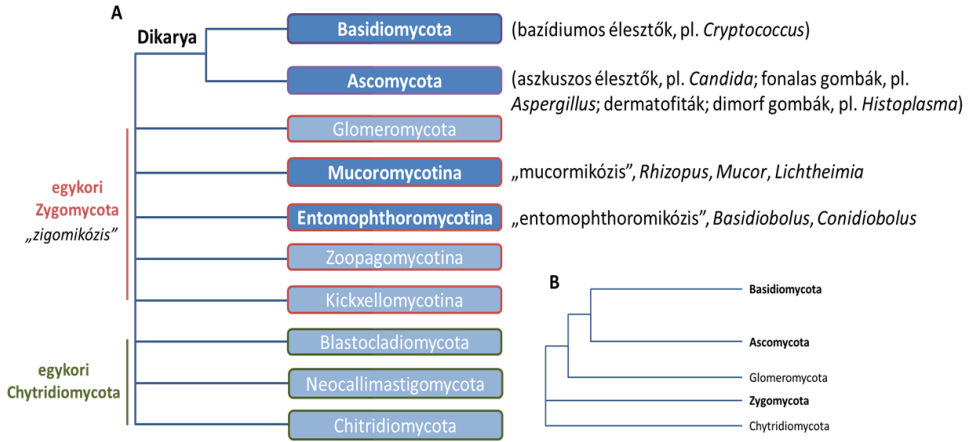 A
Dikarya
Basidiomycota
(bazídiumos élesztők, pl. Cryptococcus)
Ascomycota
(aszkuszos élesztők, pl. Candida; fonalas gombák, pl.
Aspergillus; dermatofiták; dimorf gombák, pl. Histoplasma)
Glomeromycota
Mucoromycotina
„mucormikózis”, Rhizopus, Mucor, Lichtheimia
egykori
Zygomycota
„zigomikózis”
Entomophthoromycotina
„entomophthoromikózis”, Basidiobolus, Conidiobolus
Zoopagomycotina
Kickxellomycotina
egykori
Chytridiomycota
Blastocladiomycota
Neocallimastigomycota
Chitridiomycota
B
Basidiomycota
Ascomycota
Glomeromycota
Zygomycota
Chytridiomycota